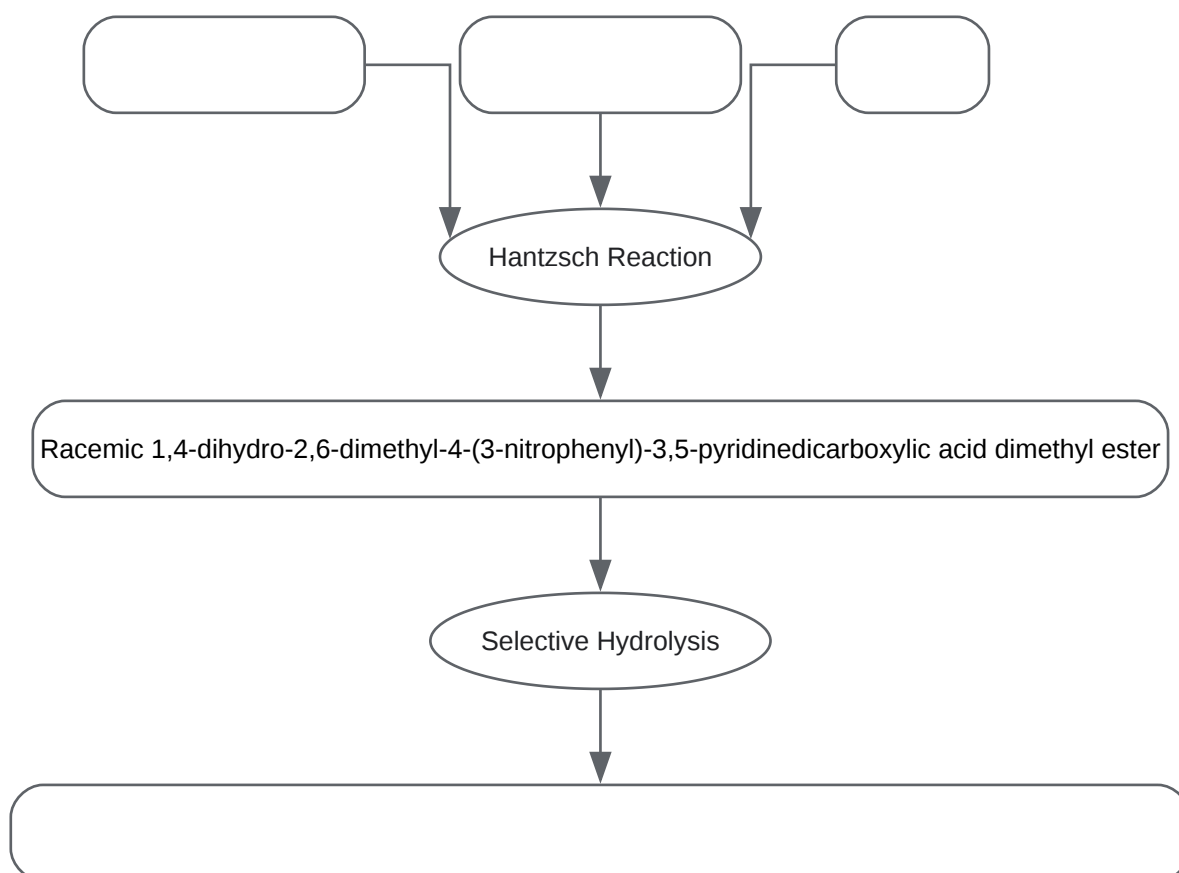 Hantzsch Reaction
Racemic 1,4-dihydro-2,6-dimethyl-4-(3-nitrophenyl)-3,5-pyridinedicarboxylic acid dimethyl ester
Selective Hydrolysis